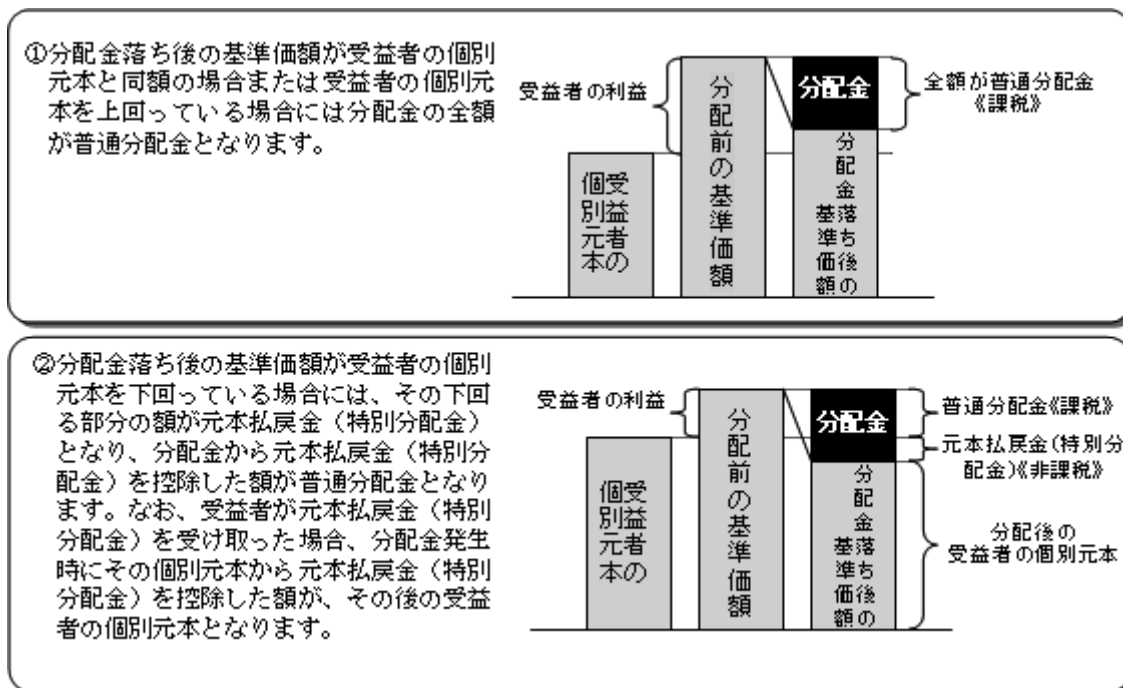 ①分配金落ち後の基準価額が受益者の個別
元本と同額の場合または受益者の個別元
本を上回っている場合には分配金の全額
が普通分配金となります。
受益者の利益
個別元本
受益者の
分配前の基準価額
分配金
基準価額
分配金落ち後の
全額が普通分配金
《課税》
②分配金落ち後の基準価額が受益者の個別
元本を下回っている場合には、その下回
る部分の額が元本払戻金（特別分配金）
となり、分配金から元本払戻金（特別分
配金）を控除した額が普通分配金となり
ます。なお、受益者が元本払戻金（特別
分配金）を受け取った場合、分配金発生
時にその個別元本から元本払戻金（特別
分配金）を控除した額が、その後の受益
者の個別元本となります。
受益者の利益
受益者の
個別元本
分配前の基準価額
分配金
分配金落ち後の
基準価額
普通分配金《課税》
元本払戻金（特別分
配金）《非課税》
分配後の
受益者の個別元本